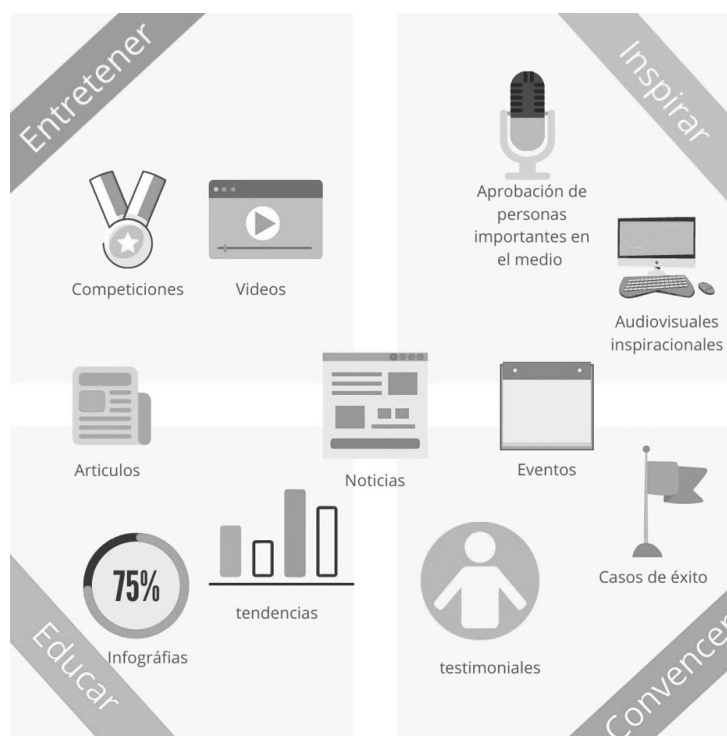 Entretener
Inspirar
Aprobación de
personas
importantes en
el medio
Competiciones
Videos
Audiovisuales
inspiracionales
Articulos
Noticias
Eventos
75%
Infográfias
tendencias
testimoniales
Casos de éxito
Educar
Convencer